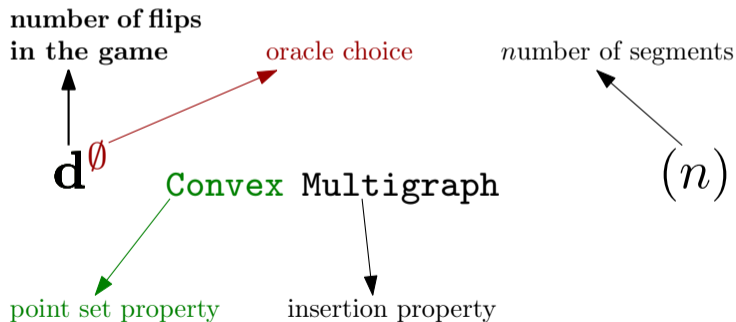 number of flips
in the game
oracle choice
number of segments
d^∅
Convex Multigraph
(n)
point set property
insertion property